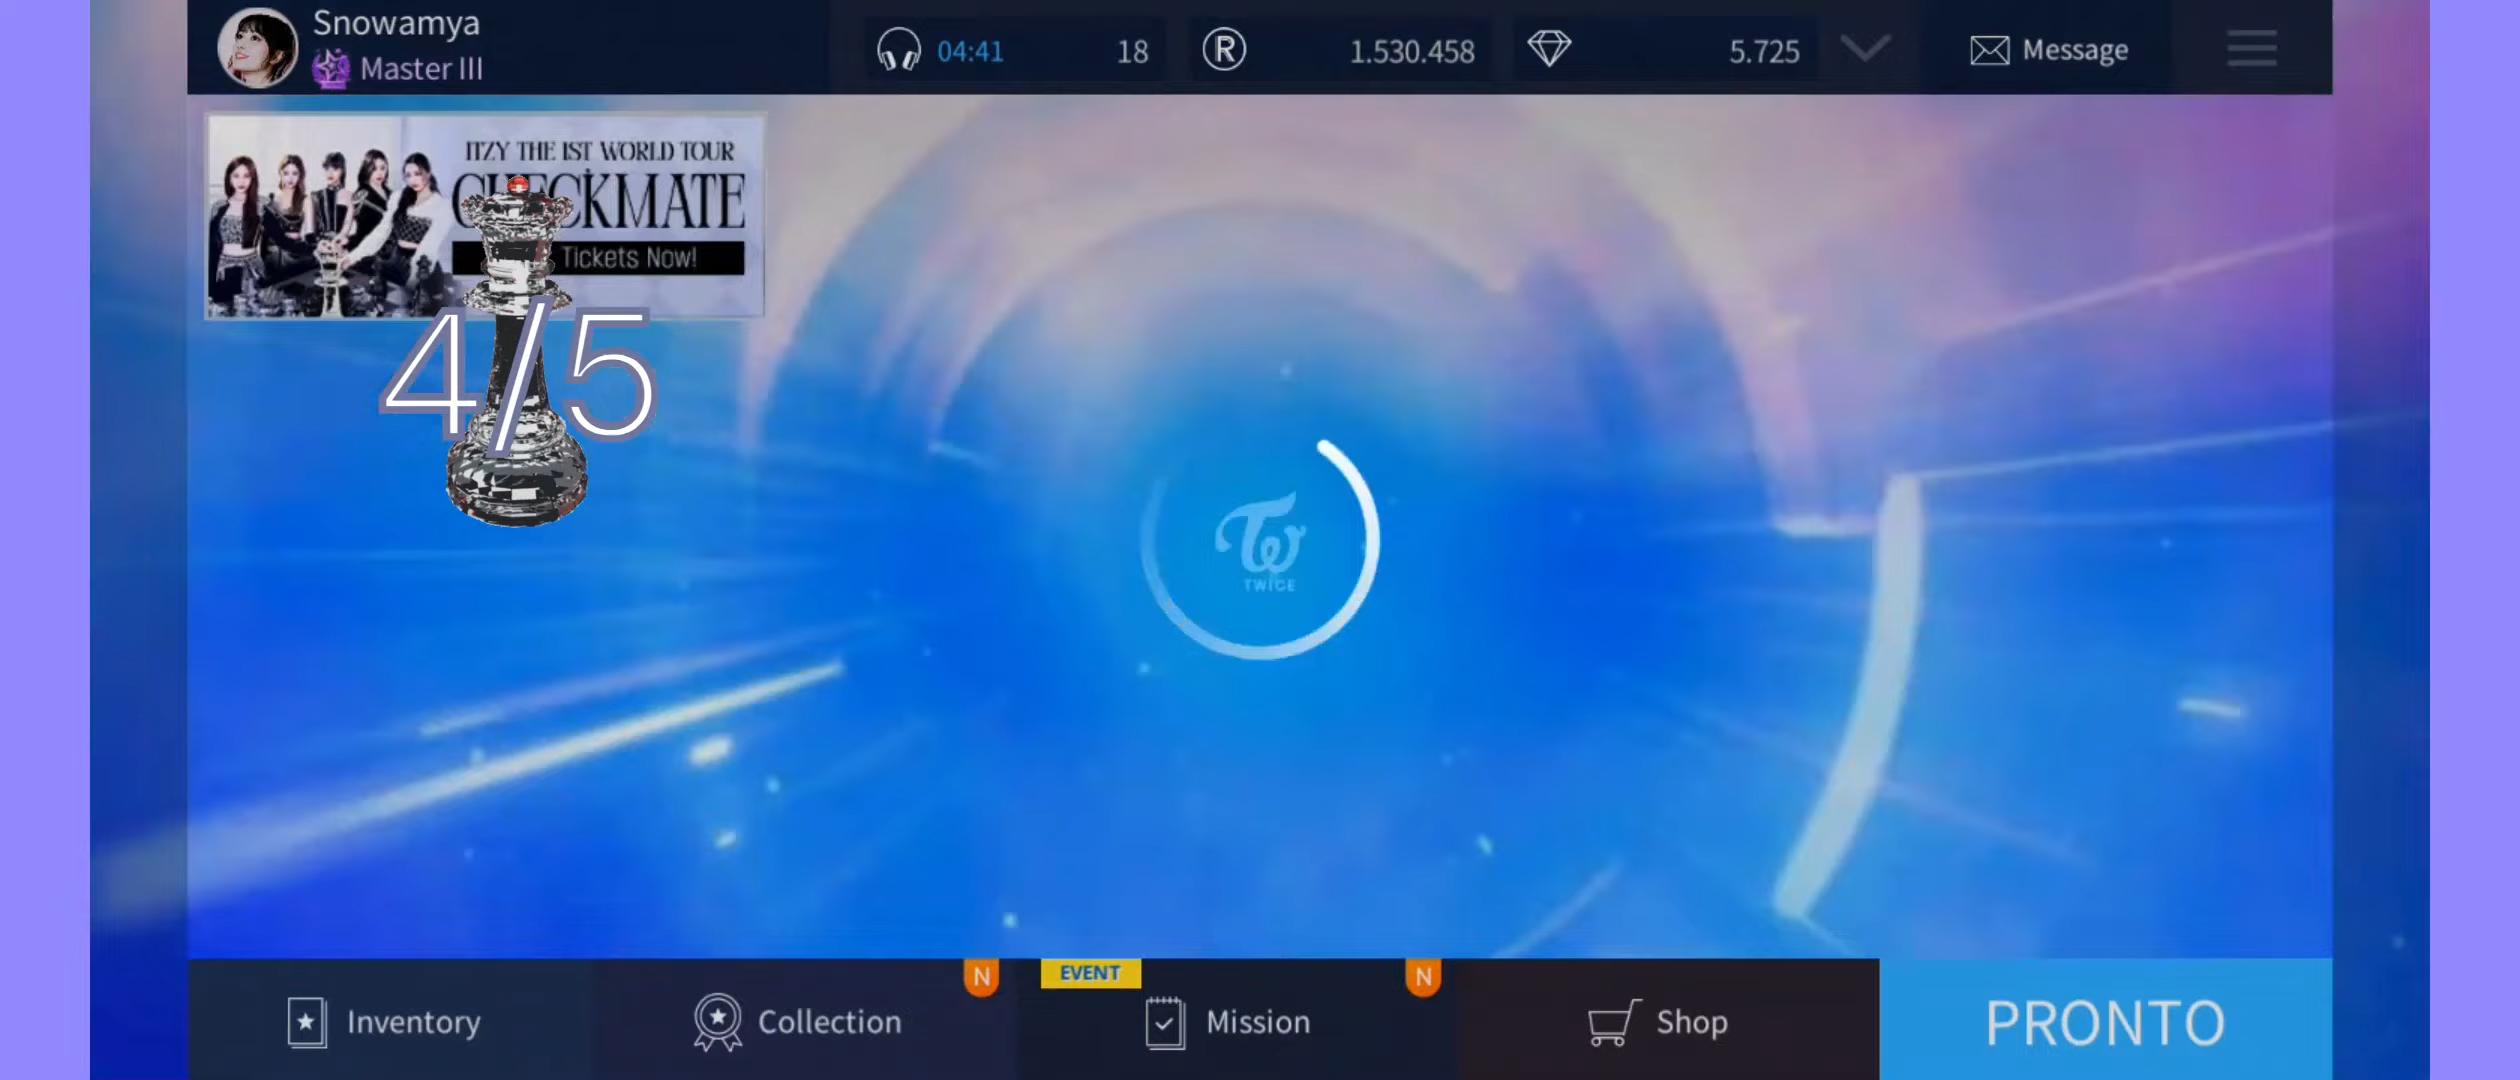 Snowamya
Master III
04:41
18
R
1.530.458
5.725
Message
ITZY THE 1ST WORLD TOUR
CHECKMATE
Tickets Now!
4/5
TWICE
N
EVENT
N
Inventory
Collection
Mission
Shop
PRONTO